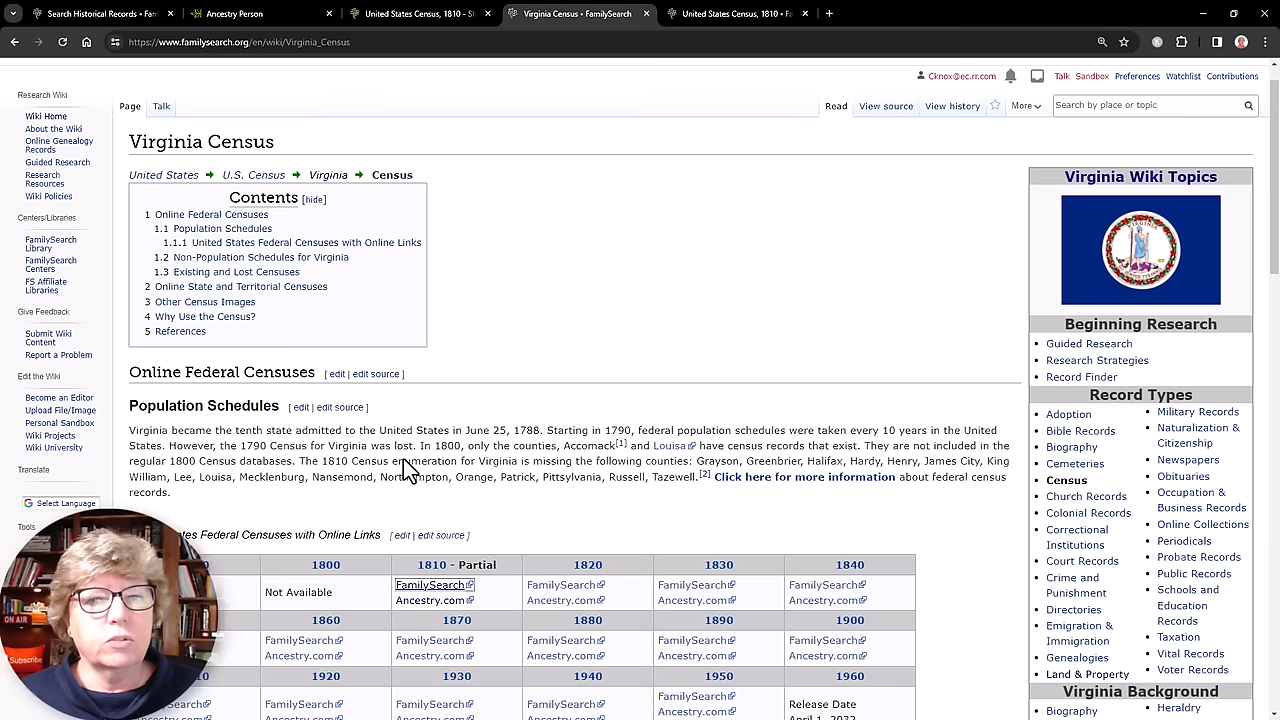 Search Historical Records • Fam
Ancestry Person
United States Census, 1810 - S
Virginia Census • FamilySearch
United States Census, 1810 • F
https://www.familysearch.org/en/wiki/Virginia_Census
Cknox@ec.rr.com Talk Sandbox Preferences Watchlist Contributions
Research Wiki
Wiki Home
About the Wiki
Online Genealogy
Records
Guided Research
Research
Resources
Wiki Policies
Centers/Libraries
FamilySearch
Library
FamilySearch
Centers
FS Affiliate
Libraries
Give Feedback
Submit Wiki
Content
Report a Problem
Edit the Wiki
Become an Editor
Upload File/Image
Personal Sandbox
Wiki Projects
Wiki University
Translate
Select Language
Tools
Page Talk
Read View source View history More Search by place or topic
Virginia Census
United States U.S. Census Virginia Census
Contents [hide]
1 Online Federal Censuses
1.1 Population Schedules
1.1.1 United States Federal Censuses with Online Links
1.2 Non-Population Schedules for Virginia
1.3 Existing and Lost Censuses
2 Online State and Territorial Censuses
3 Other Census Images
4 Why Use the Census?
5 References
Online Federal Censuses [ edit | edit source ]
Population Schedules [ edit | edit source ]
Virginia became the tenth state admitted to the United States in June 25, 1788. Starting in 1790, federal population schedules were taken every 10 years in the United
States. However, the 1790 Census for Virginia was lost. In 1800, only the counties, Accomack[1] and Louisa have census records that exist. They are not included in the
regular 1800 Census databases. The 1810 Census enumeration for Virginia is missing the following counties: Grayson, Greenbrier, Halifax, Hardy, Henry, James City, King
William, Lee, Louisa, Mecklenburg, Nansemond, Northampton, Orange, Patrick, Pittsylvania, Russell, Tazewell.[2] Click here for more information about federal census
records.
Federal Censuses with Online Links [ edit | edit source ]
1800 1810 - Partial 1820 1830 1840
Not Available
FamilySearch FamilySearch FamilySearch FamilySearch
Ancestry.com Ancestry.com Ancestry.com Ancestry.com
1860 1870 1880 1890 1900
FamilySearch FamilySearch FamilySearch FamilySearch FamilySearch
Ancestry.com Ancestry.com Ancestry.com Ancestry.com Ancestry.com
10 1920 1930 1940 1950 1960
FamilySearch FamilySearch FamilySearch FamilySearch Release Date
Ancestry.com Ancestry.com Ancestry.com Ancestry.com April 1, 2032
Virginia Wiki Topics
Beginning Research
Guided Research
Research Strategies
Record Finder
Record Types
Adoption
Bible Records
Biography
Cemeteries
Census
Church Records
Colonial Records
Correctional
Institutions
Court Records
Crime and
Punishment
Directories
Emigration &
Immigration
Genealogies
Land & Property
Military Records
Naturalization &
Citizenship
Newspapers
Obituaries
Occupation &
Business Records
Online Collections
Periodicals
Probate Records
Public Records
Schools and
Education
Records
Taxation
Vital Records
Voter Records
Virginia Background
Biography
Heraldry
ON AIR
Subscribe